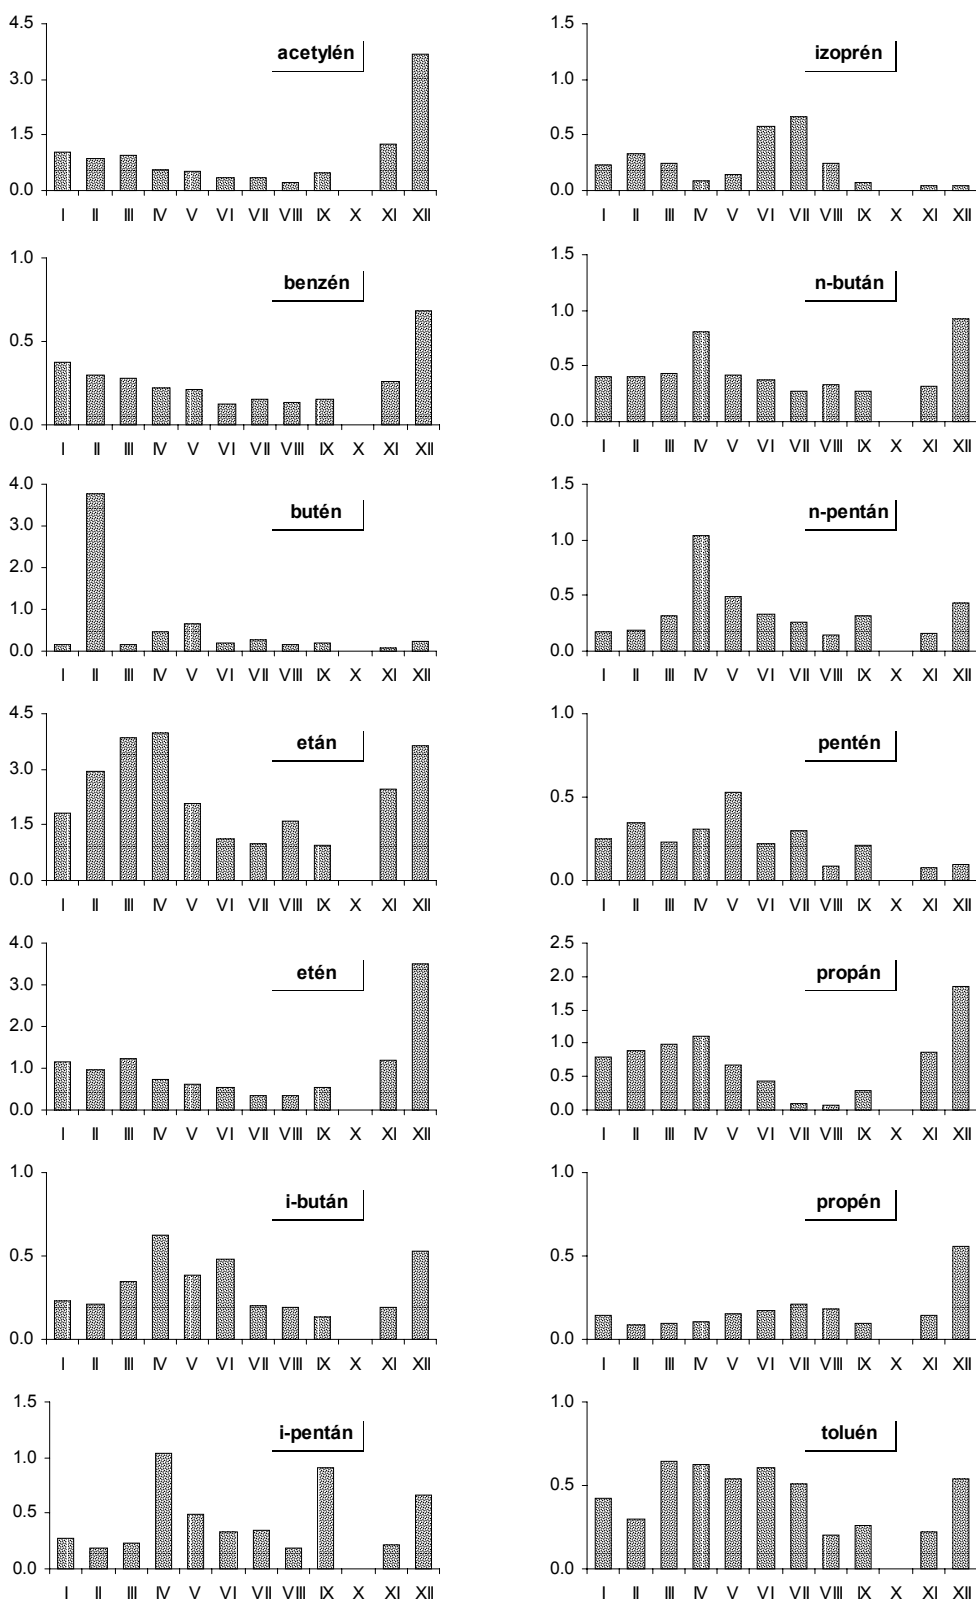 acetylén
4.5
3.0
1.5
0.0
I II III IV V VI VII VIII IX X XI XII
izoprén
1.5
1.0
0.5
0.0
I II III IV V VI VII VIII IX X XI XII
benzén
1.0
0.5
0.0
I II III IV V VI VII VIII IX X XI XII
n-bután
1.5
1.0
0.5
0.0
I II III IV V VI VII VIII IX X XI XII
butén
4.0
3.0
2.0
1.0
0.0
I II III IV V VI VII VIII IX X XI XII
n-pentán
1.5
1.0
0.5
0.0
I II III IV V VI VII VIII IX X XI XII
etán
4.5
3.0
1.5
0.0
I II III IV V VI VII VIII IX X XI XII
pentén
1.0
0.5
0.0
I II III IV V VI VII VIII IX X XI XII
etén
4.0
3.0
2.0
1.0
0.0
I II III IV V VI VII VIII IX X XI XII
propán
2.5
2.0
1.5
1.0
0.5
0.0
I II III IV V VI VII VIII IX X XI XII
i-bután
1.0
0.5
0.0
I II III IV V VI VII VIII IX X XI XII
propén
1.0
0.5
0.0
I II III IV V VI VII VIII IX X XI XII
i-pentán
1.5
1.0
0.5
0.0
I II III IV V VI VII VIII IX X XI XII
toluén
1.0
0.5
0.0
I II III IV V VI VII VIII IX X XI XII